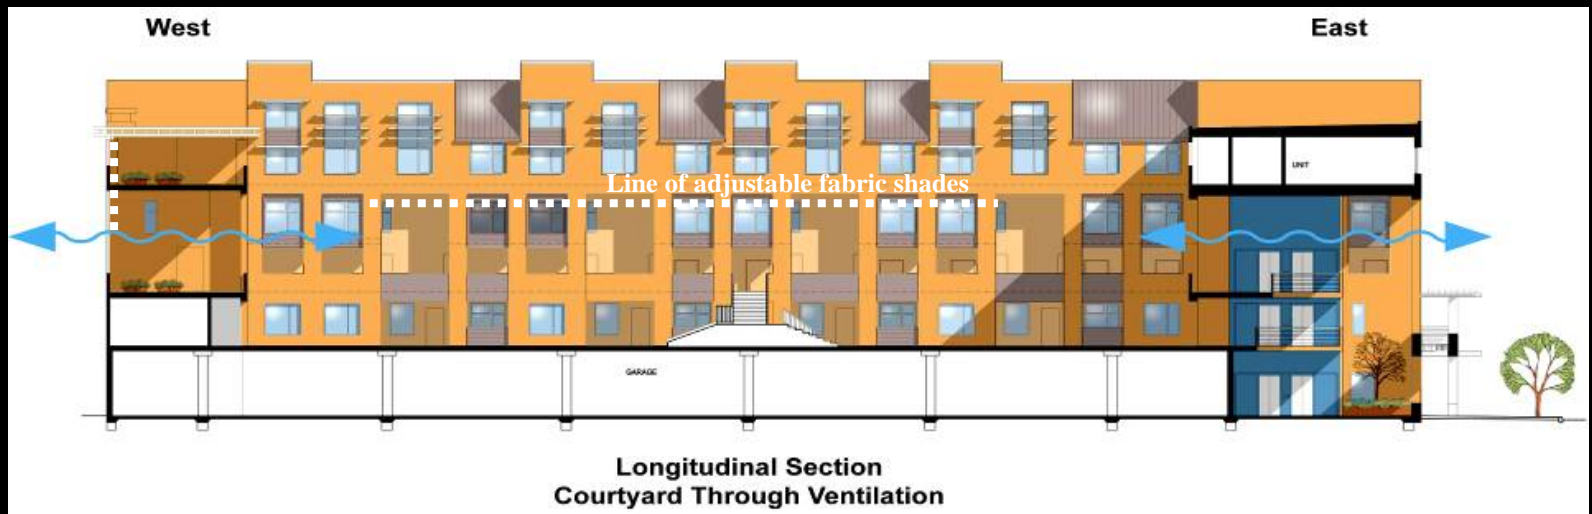 West
East
UNIT
Line of adjustable fabric shades
GARAGE
Longitudinal Section
Courtyard Through Ventilation